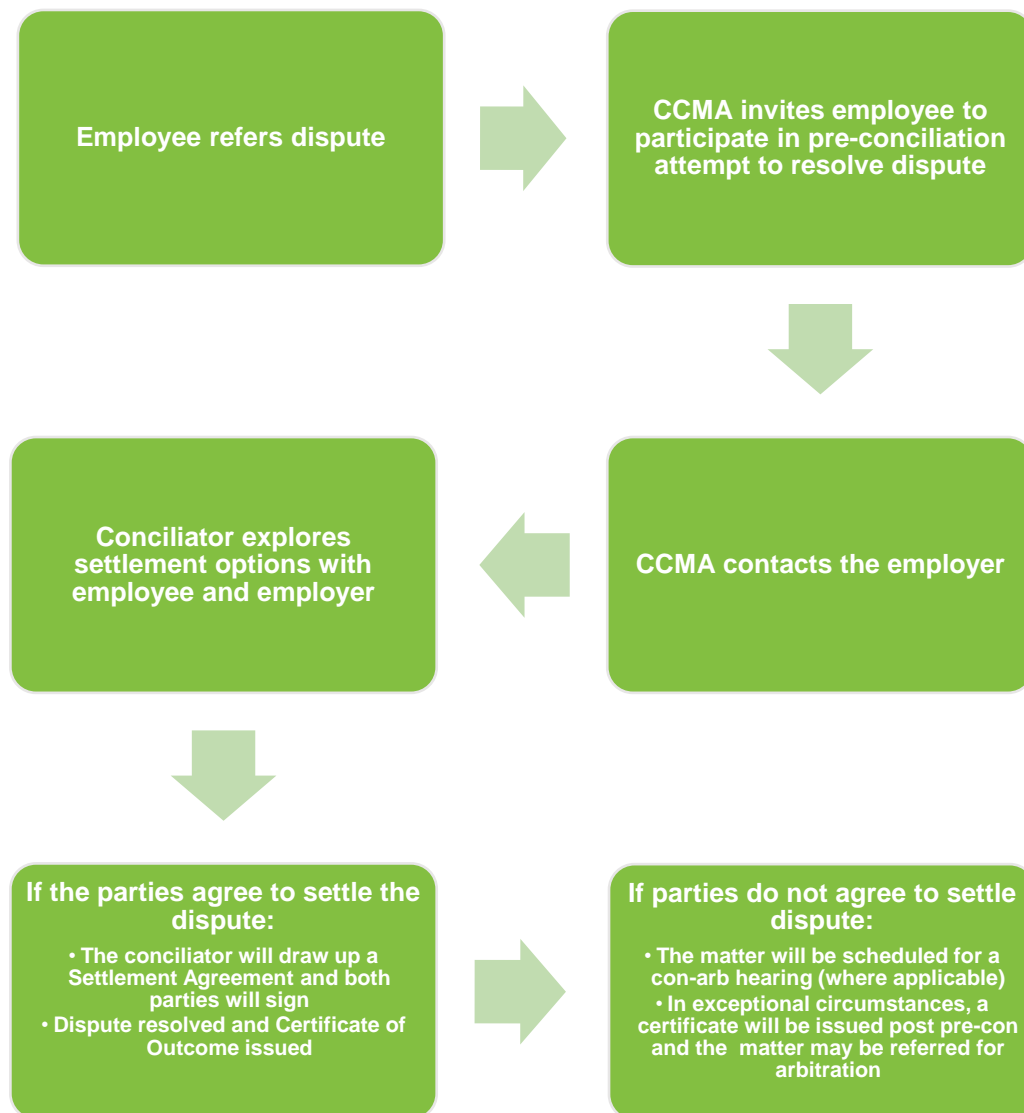 Employee refers dispute
CCMA invites employee to
participate in pre-conciliation
attempt to resolve dispute
CCMA contacts the employer
Conciliator explores
settlement options with
employee and employer
If the parties agree to settle the
dispute:
• The conciliator will draw up a
Settlement Agreement and both
parties will sign
• Dispute resolved and Certificate of
Outcome issued
If parties do not agree to settle
dispute:
• The matter will be scheduled for a
con-arb hearing (where applicable)
• In exceptional circumstances, a
certificate will be issued post pre-con
and the matter may be referred for
arbitration